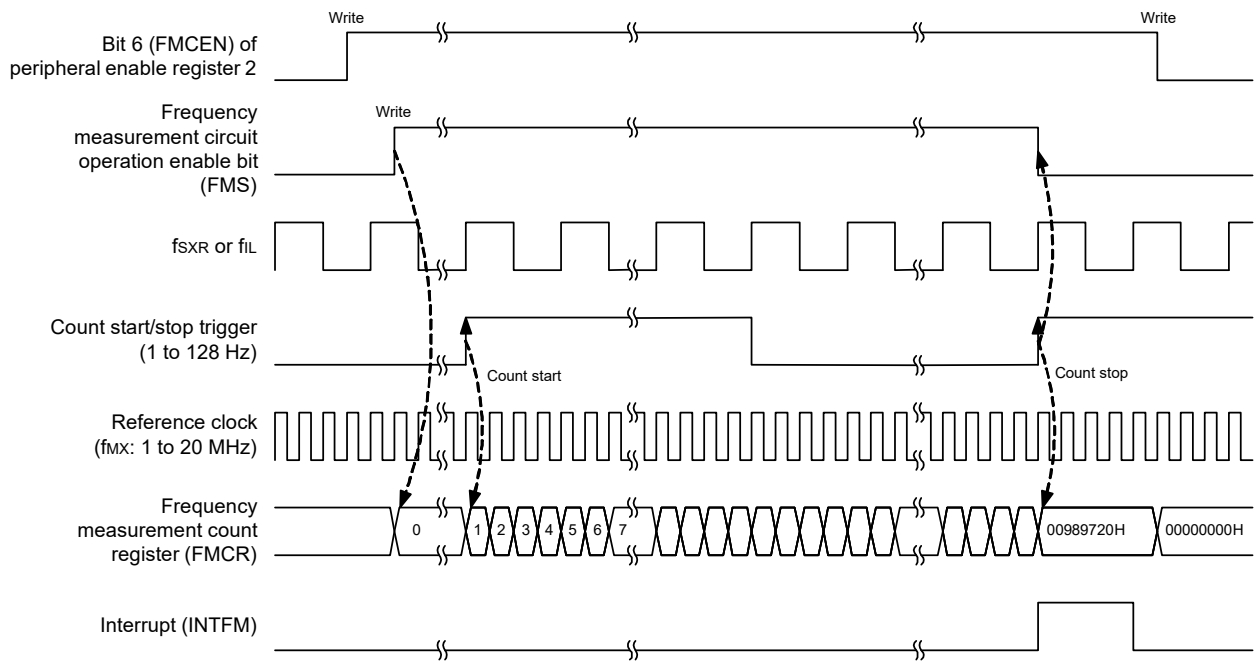 Write
Write
Bit 6 (FMCEN) of
peripheral enable register 2
Frequency
measurement circuit
operation enable bit
(FMS)
Write
fSXR or fIL
Count start/stop trigger
(1 to 128 Hz)
Count start
Count stop
Reference clock
(fMX: 1 to 20 MHz)
Frequency
measurement count
register (FMCR)
0 1 2 3 4 5 6 7 00989720H 00000000H
Interrupt (INTFM)